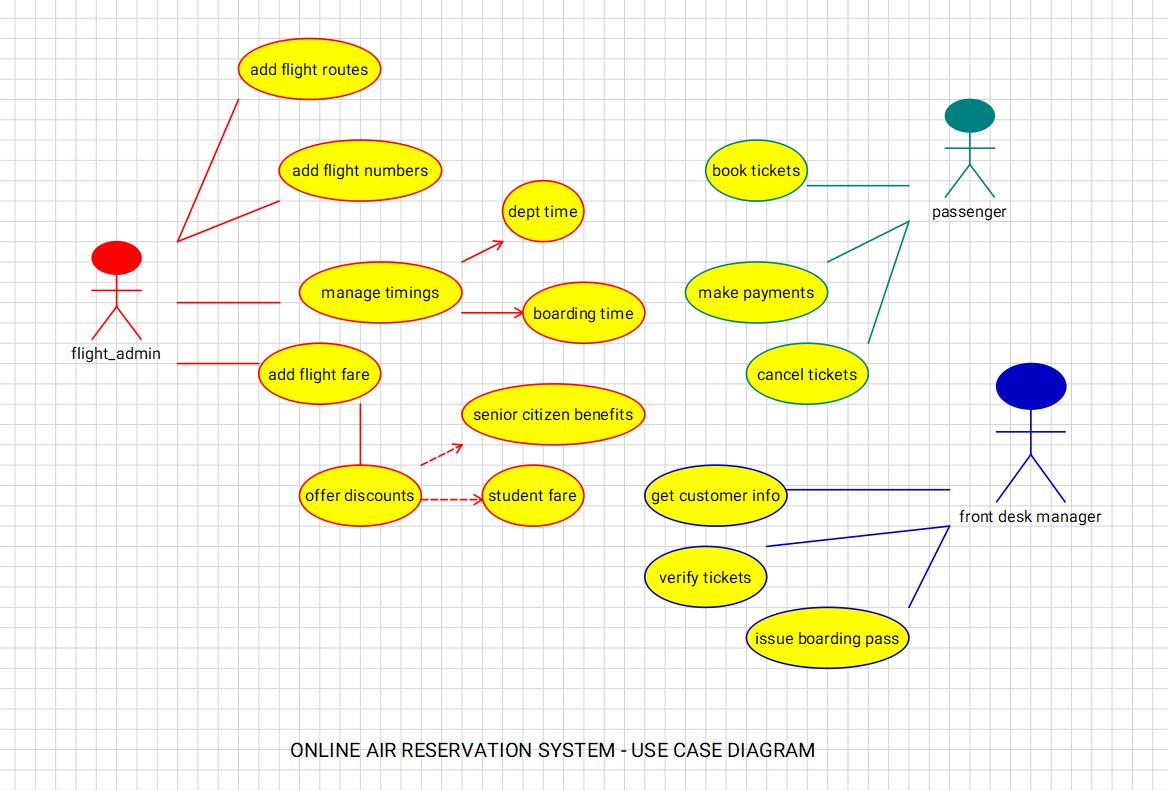 add flight routes
add flight numbers
dept time
manage timings
boarding time
flight_admin
add flight fare
senior citizen benefits
offer discounts
student fare
book tickets
passenger
make payments
cancel tickets
get customer info
front desk manager
verify tickets
issue boarding pass
ONLINE AIR RESERVATION SYSTEM - USE CASE DIAGRAM